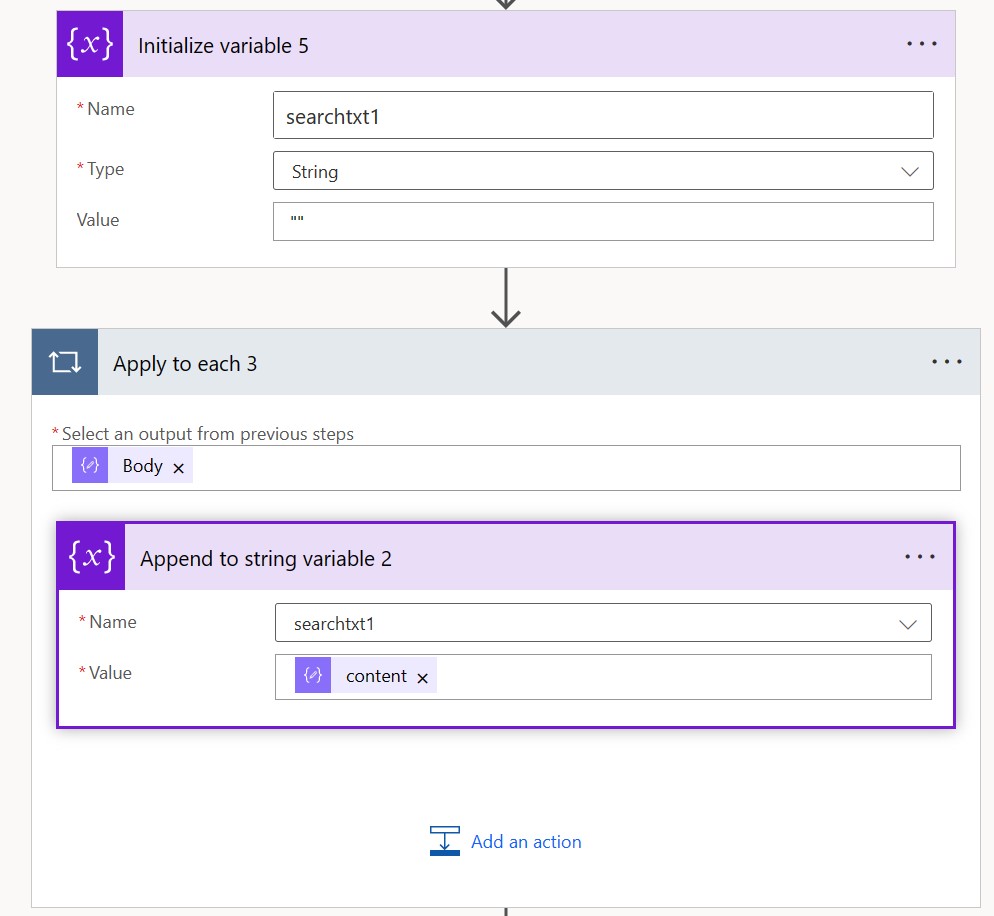 {x} Initialize variable 5 ...
* Name searchtxt1
* Type String
Value ""
Apply to each 3 ...
* Select an output from previous steps
Body ×
{x} Append to string variable 2 ...
* Name searchtxt1
* Value content ×
Add an action